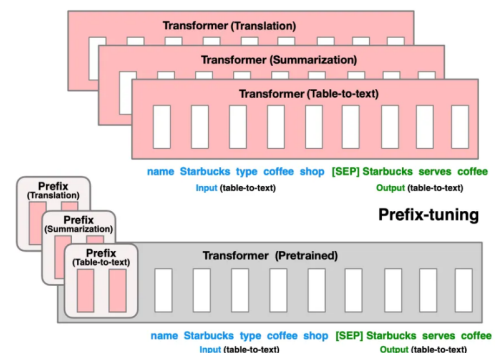 Transformer (Translation)
Transformer (Summarization)
Transformer (Table-to-text)
name Starbucks type coffee shop [SEP] Starbucks serves coffee
Input (table-to-text) Output (table-to-text)
Prefix-tuning
Prefix
(Translation)
Prefix
(Summarization)
Prefix
(Table-to-text)
Transformer (Pretrained)
name Starbucks type coffee shop [SEP] Starbucks serves coffee
Input (table-to-text) Output (table-to-text)